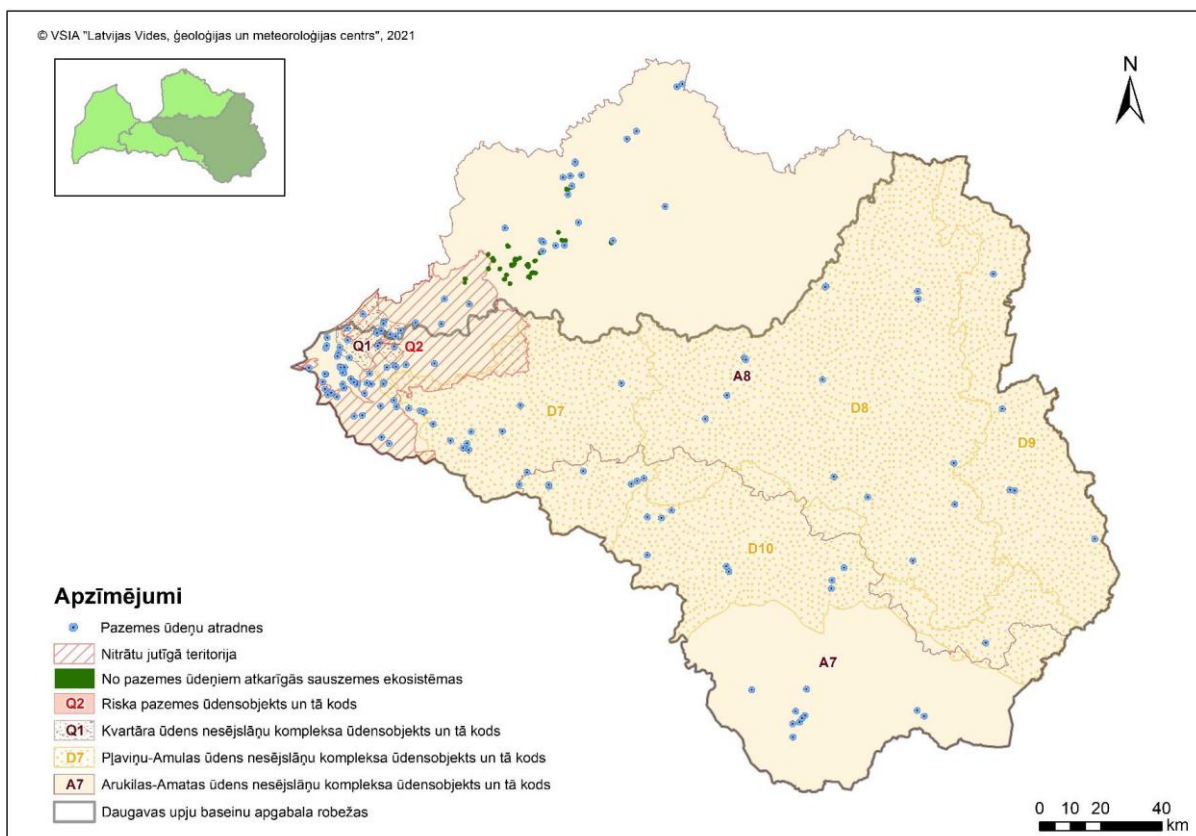 © VSIA "Latvijas Vides, ģeoloģijas un meteoroloģijas centrs", 2021
N
Q1
Q2
A8
D7
D8
D9
D10
A7
Apzīmējumi
Pazemes ūdeņu atradnes
Nitrātu jutīgā teritorija
No pazemes ūdeņiem atkarīgās sauszemes ekosistēmas
Q2 Riska pazemes ūdensobjekts un tā kods
Q1 Kvartāra ūdens nesējslāņu kompleksa ūdensobjekts un tā kods
D7 Pļaviņu-Amulas ūdens nesējslāņu kompleksa ūdensobjekts un tā kods
A7 Arukilas-Amatas ūdens nesējslāņu kompleksa ūdensobjekts un tā kods
Daugavas upju baseinu apgabala robežas
0 10 20 40
km